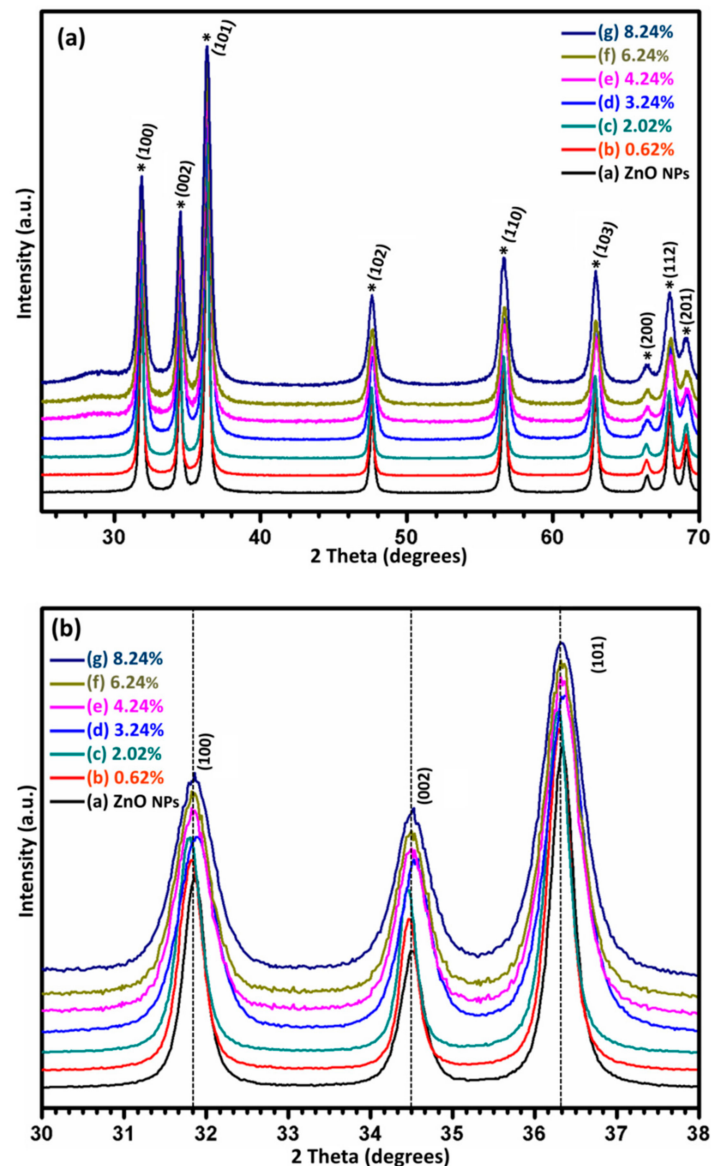 (a)
(g) 8.24%
(f) 6.24%
(e) 4.24%
(d) 3.24%
(c) 2.02%
(b) 0.62%
(a) ZnO NPs
*(100)
*(002)
*(101)
*(102)
*(110)
*(103)
*(200)
*(112)
*(201)
Intensity (a.u.)
30 40 50 60 70
2 Theta (degrees)
(b)
(g) 8.24%
(f) 6.24%
(e) 4.24%
(d) 3.24%
(c) 2.02%
(b) 0.62%
(a) ZnO NPs
(100)
(002)
(101)
Intensity (a.u.)
30 31 32 33 34 35 36 37 38
2 Theta (degrees)